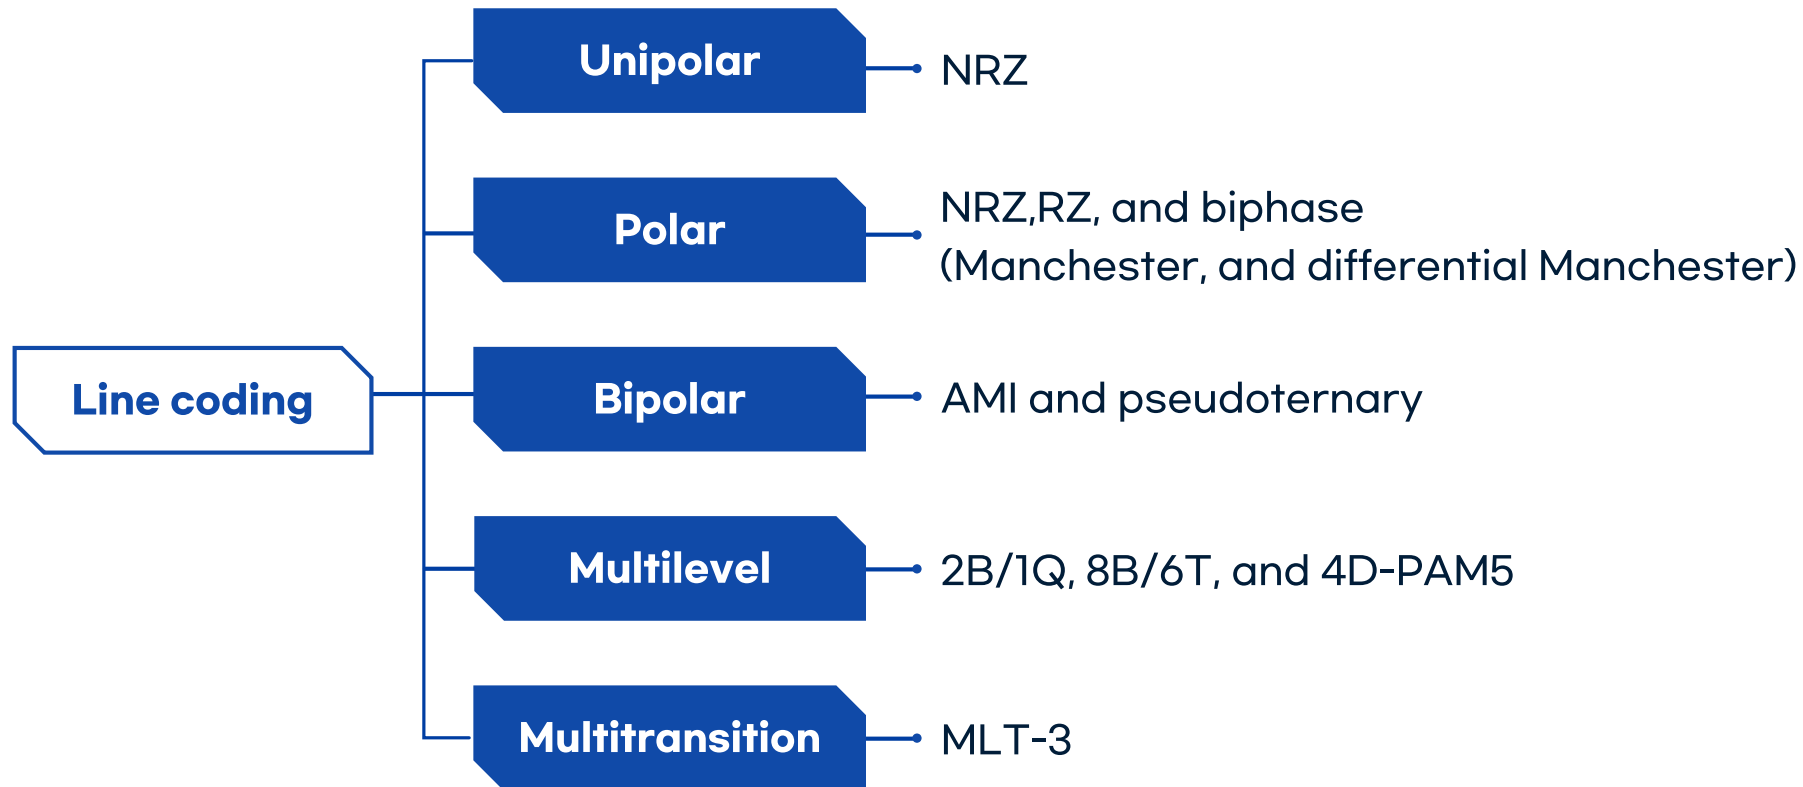 Line coding
Unipolar
NRZ
Polar
NRZ,RZ, and biphase
(Manchester, and differential Manchester)
Bipolar
AMI and pseudoternary
Multilevel
2B/1Q, 8B/6T, and 4D-PAM5
Multitransition
MLT-3